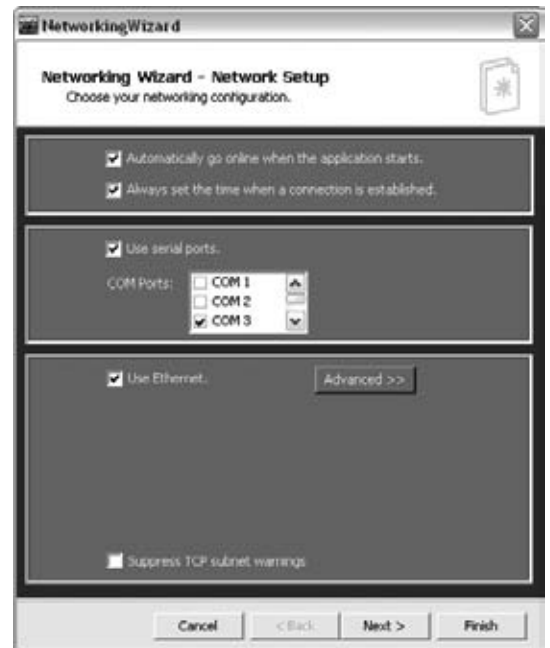 NetworkingWizard
Networking Wizard - Network Setup
Choose your networking configuration.
Automatically go online when the application starts.
Always set the time when a connection is established.
Use serial ports.
COM Ports:
COM 1
COM 2
COM 3
Use Ethernet.
Advanced >>
Suppress TCP subnet warnings
Cancel
< Back
Next >
Finish